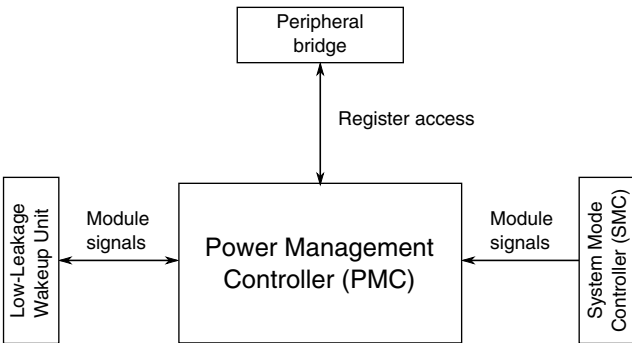 Peripheral
bridge
Register access
Low-Leakage
Wakeup Unit
Module
signals
Power Management
Controller (PMC)
Module
signals
System Mode
Controller (SMC)